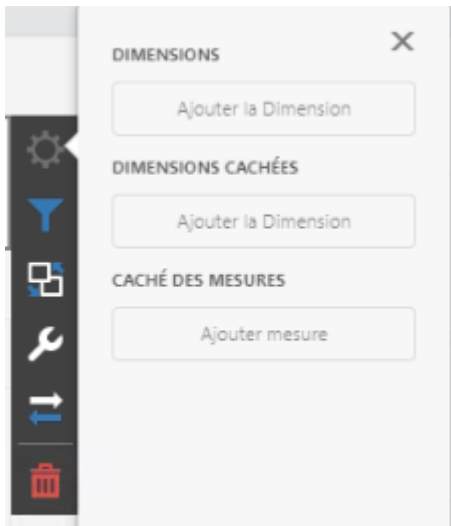 DIMENSIONS
Ajouter la Dimension
DIMENSIONS CACHÉES
Ajouter la Dimension
CACHÉ DES MESURES
Ajouter mesure